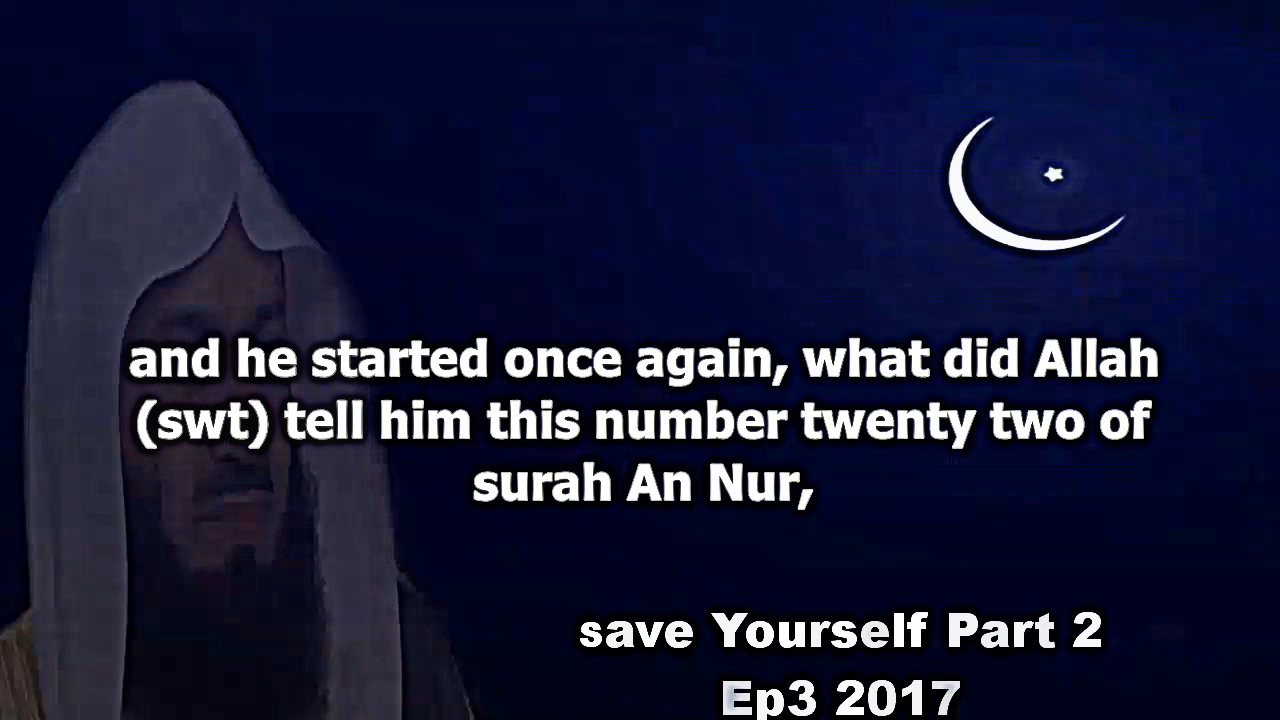 and he started once again, what did Allah
(swt) tell him this number twenty two of
surah An Nur,
save Yourself Part 2
Ep3 2017